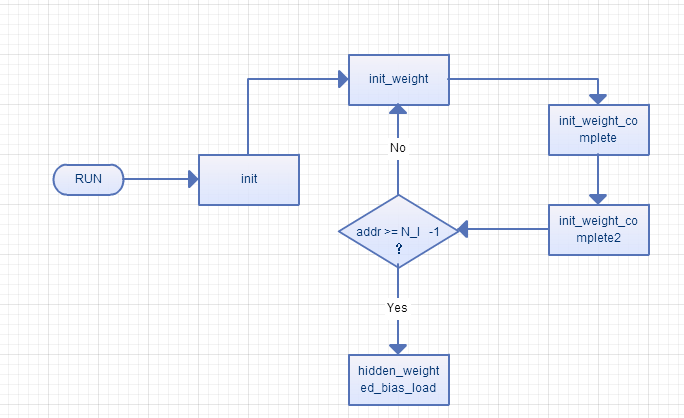 init_weight
init_weight_co
mplete
RUN
init
No
addr >= N_I -1
?
init_weight_co
mplete2
Yes
hidden_weight
ed_bias_load